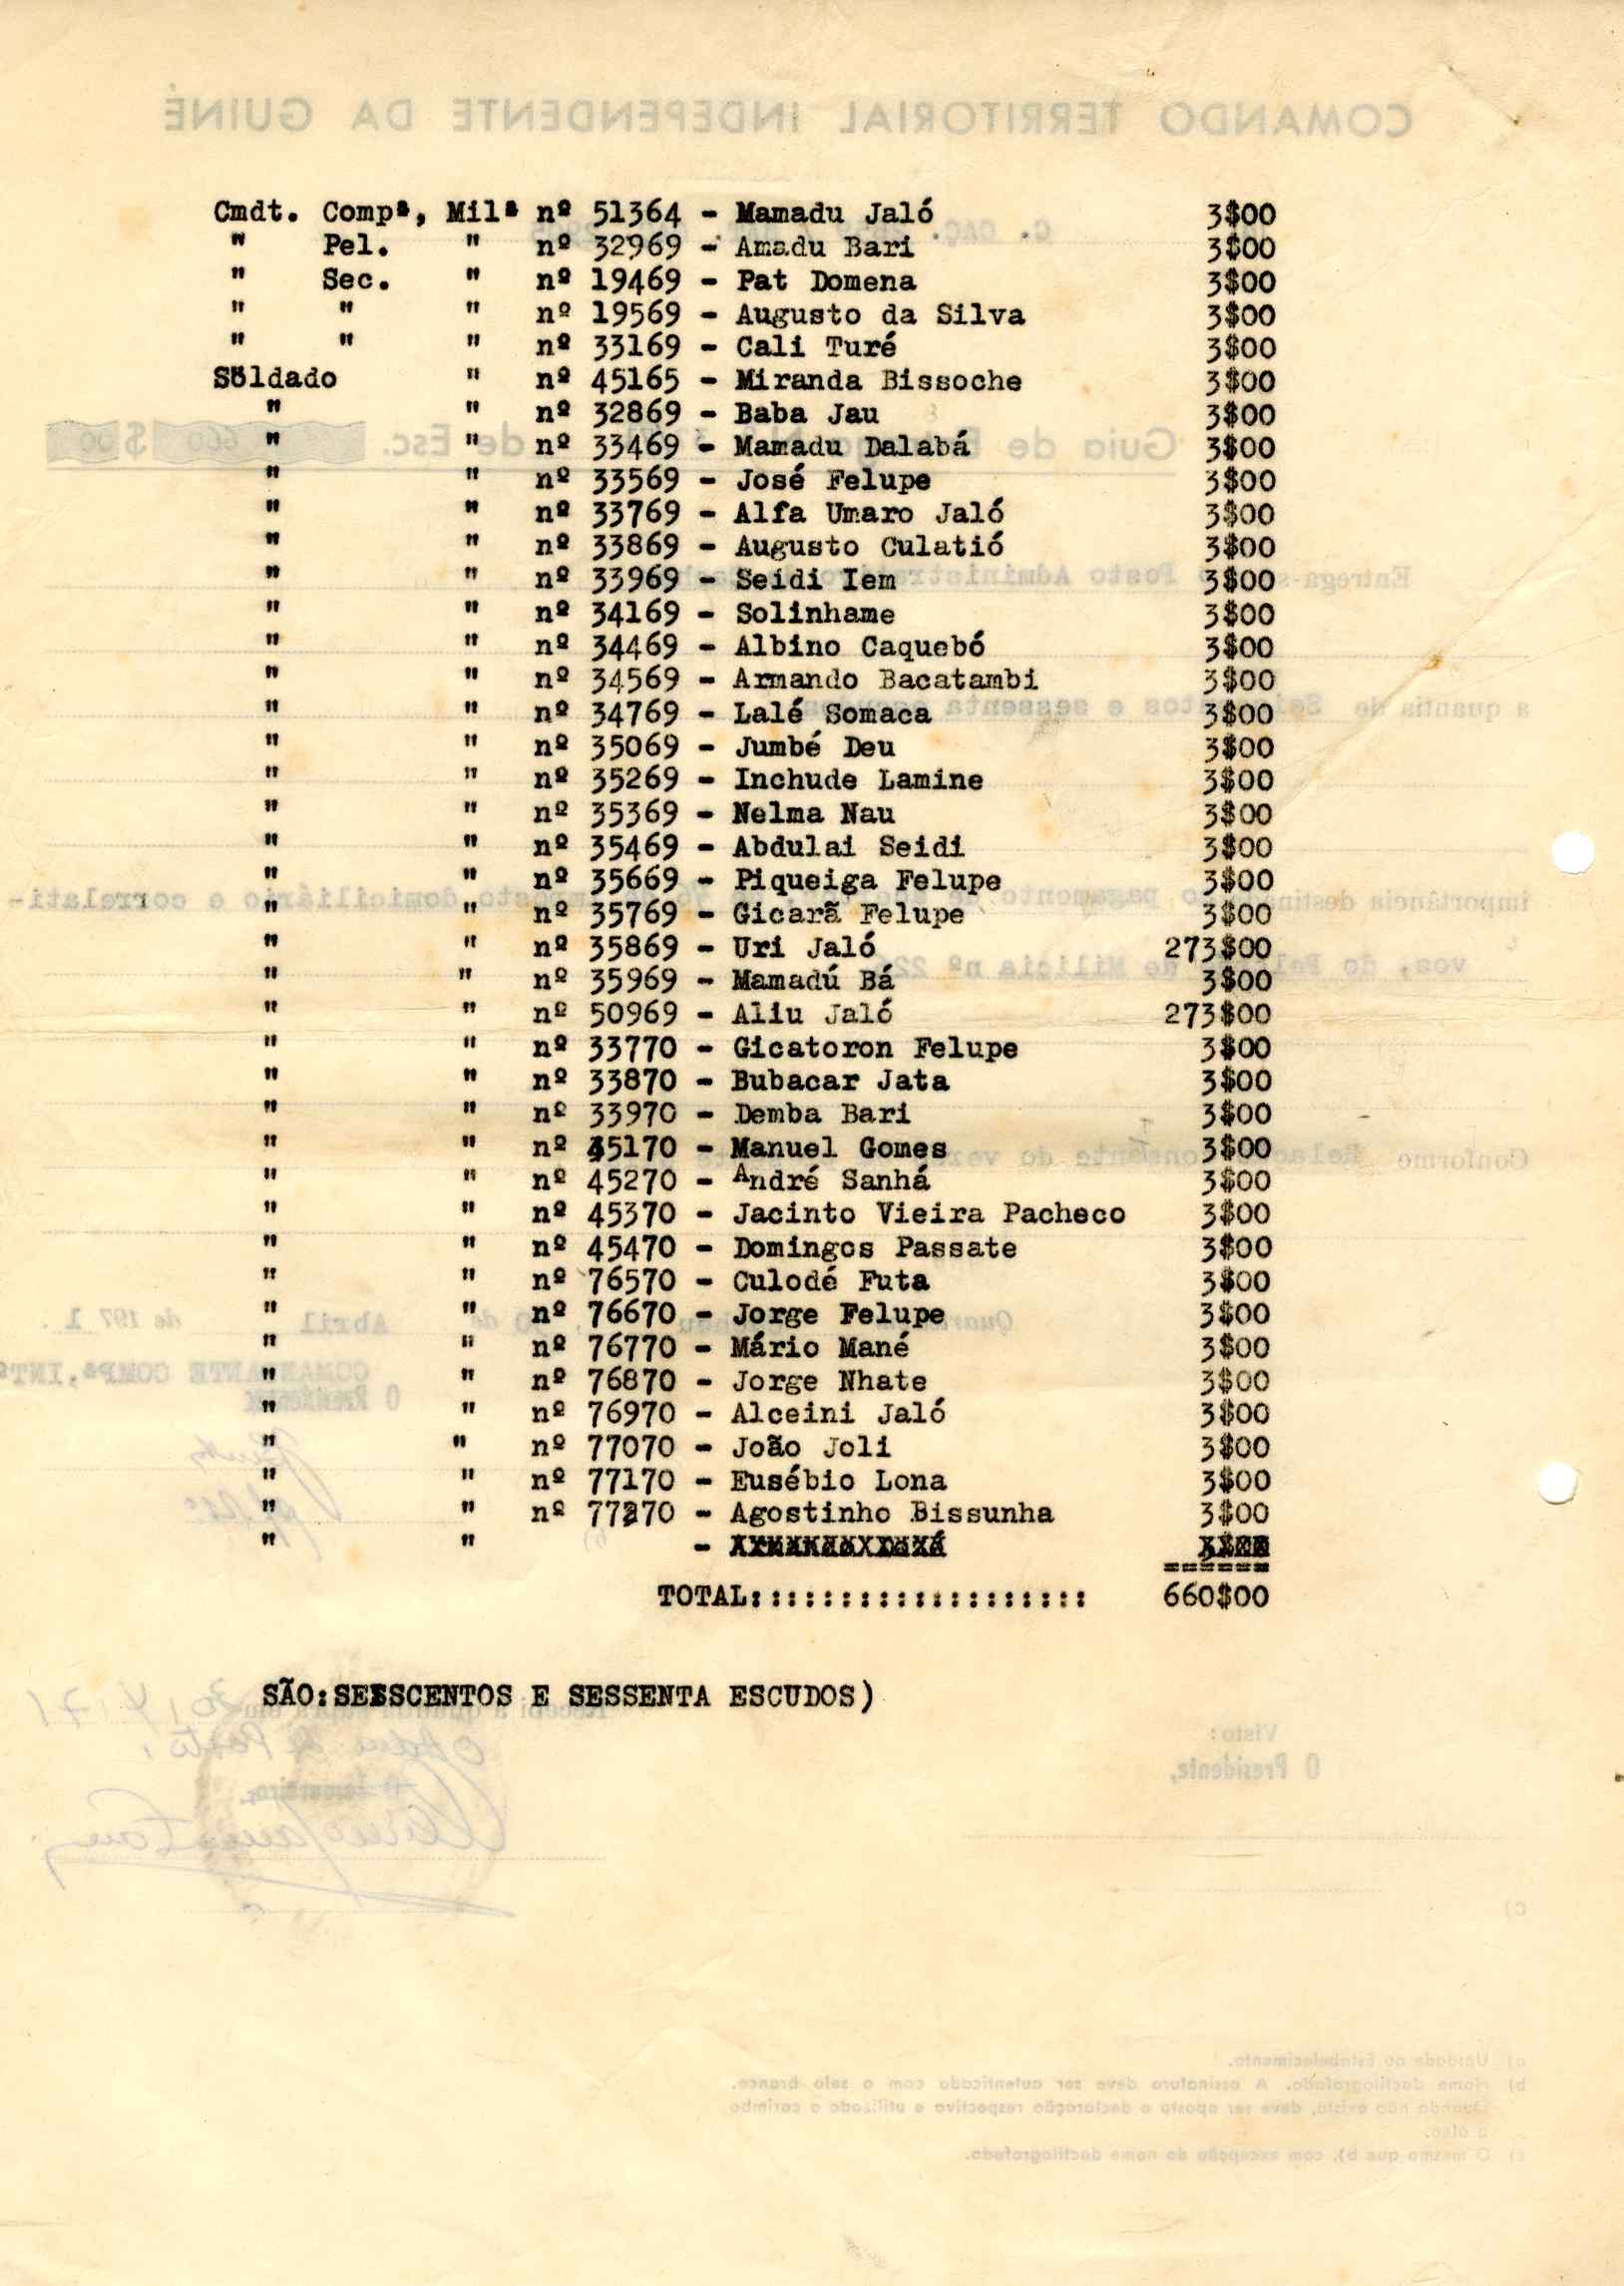 Cmdt. Compª, Milª nº 51364 - Mamadu Jaló 3$00
" Pel. " nº 32969 - Amadu Bari 3$00
" Sec. " nº 19469 - Pat Domena 3$00
" " " nº 19569 - Augusto da Silva 3$00
" " " nº 33169 - Cali Turé 3$00
Soldado " nº 45165 - Miranda Bissoche 3$00
" " nº 32869 - Baba Jau 3$00
" " nº 33469 - Mamadu Dalabá 3$00
" " nº 33569 - José Felupe 3$00
" " nº 33769 - Alfa Umaro Jaló 3$00
" " nº 33869 - Augusto Culatió 3$00
" " nº 33969 - Seidi Iem 3$00
" " nº 34169 - Solinhame 3$00
" " nº 34469 - Albino Caquebó 3$00
" " nº 34569 - Armando Bacatambi 3$00
" " nº 34769 - Lalé Somaca 3$00
" " nº 35069 - Jumbé Deu 3$00
" " nº 35269 - Inchude Lamine 3$00
" " nº 35369 - Nelma Nau 3$00
" " nº 35469 - Abdulai Seidi 3$00
" " nº 35669 - Piqueiga Felupe 3$00
" " nº 35769 - Gicarã Felupe 3$00
" " nº 35869 - Uri Jaló 273$00
" " nº 35969 - Mamadú Bá 3$00
" " nº 50969 - Aliu Jaló 273$00
" " nº 33770 - Gicatoron Felupe 3$00
" " nº 33870 - Bubacar Jata 3$00
" " nº 33970 - Demba Bari 3$00
" " nº 45170 - Manuel Gomes 3$00
" " nº 45270 - André Sanhá 3$00
" " nº 45370 - Jacinto Vieira Pacheco 3$00
" " nº 45470 - Domingos Passate 3$00
" " nº 76570 - Culodé Futa 3$00
" " nº 76670 - Jorge Felupe 3$00
" " nº 76770 - Mário Mané 3$00
" " nº 76870 - Jorge Nhate 3$00
" " nº 76970 - Alceini Jaló 3$00
" " nº 77070 - João Joli 3$00
" " nº 77170 - Eusébio Lona 3$00
" " nº 77270 - Agostinho Bissunha 3$00
" " -
======
TOTAL::::::::::::::::::: 660$00
SÃO:SEISCENTOS E SESSENTA ESCUDOS)